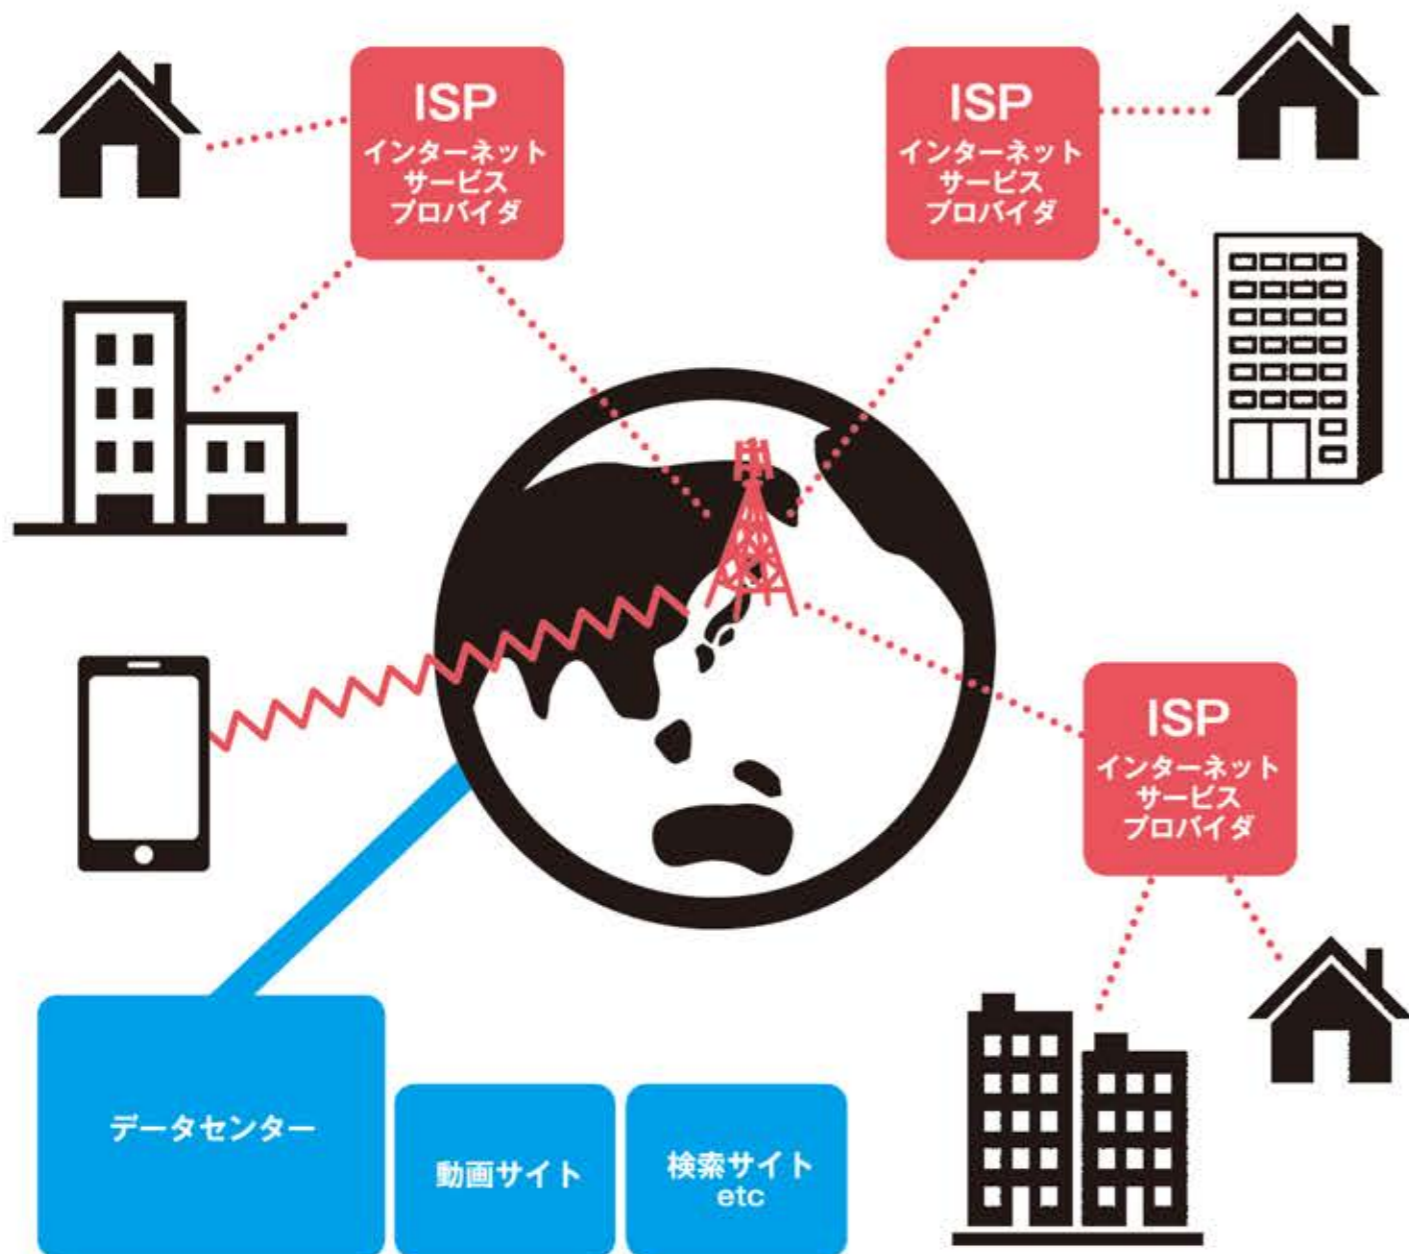 ISP
インターネット
サービス
プロバイダ
ISP
インターネット
サービス
プロバイダ
ISP
インターネット
サービス
プロバイダ
データセンター
動画サイト
検索サイト
etc